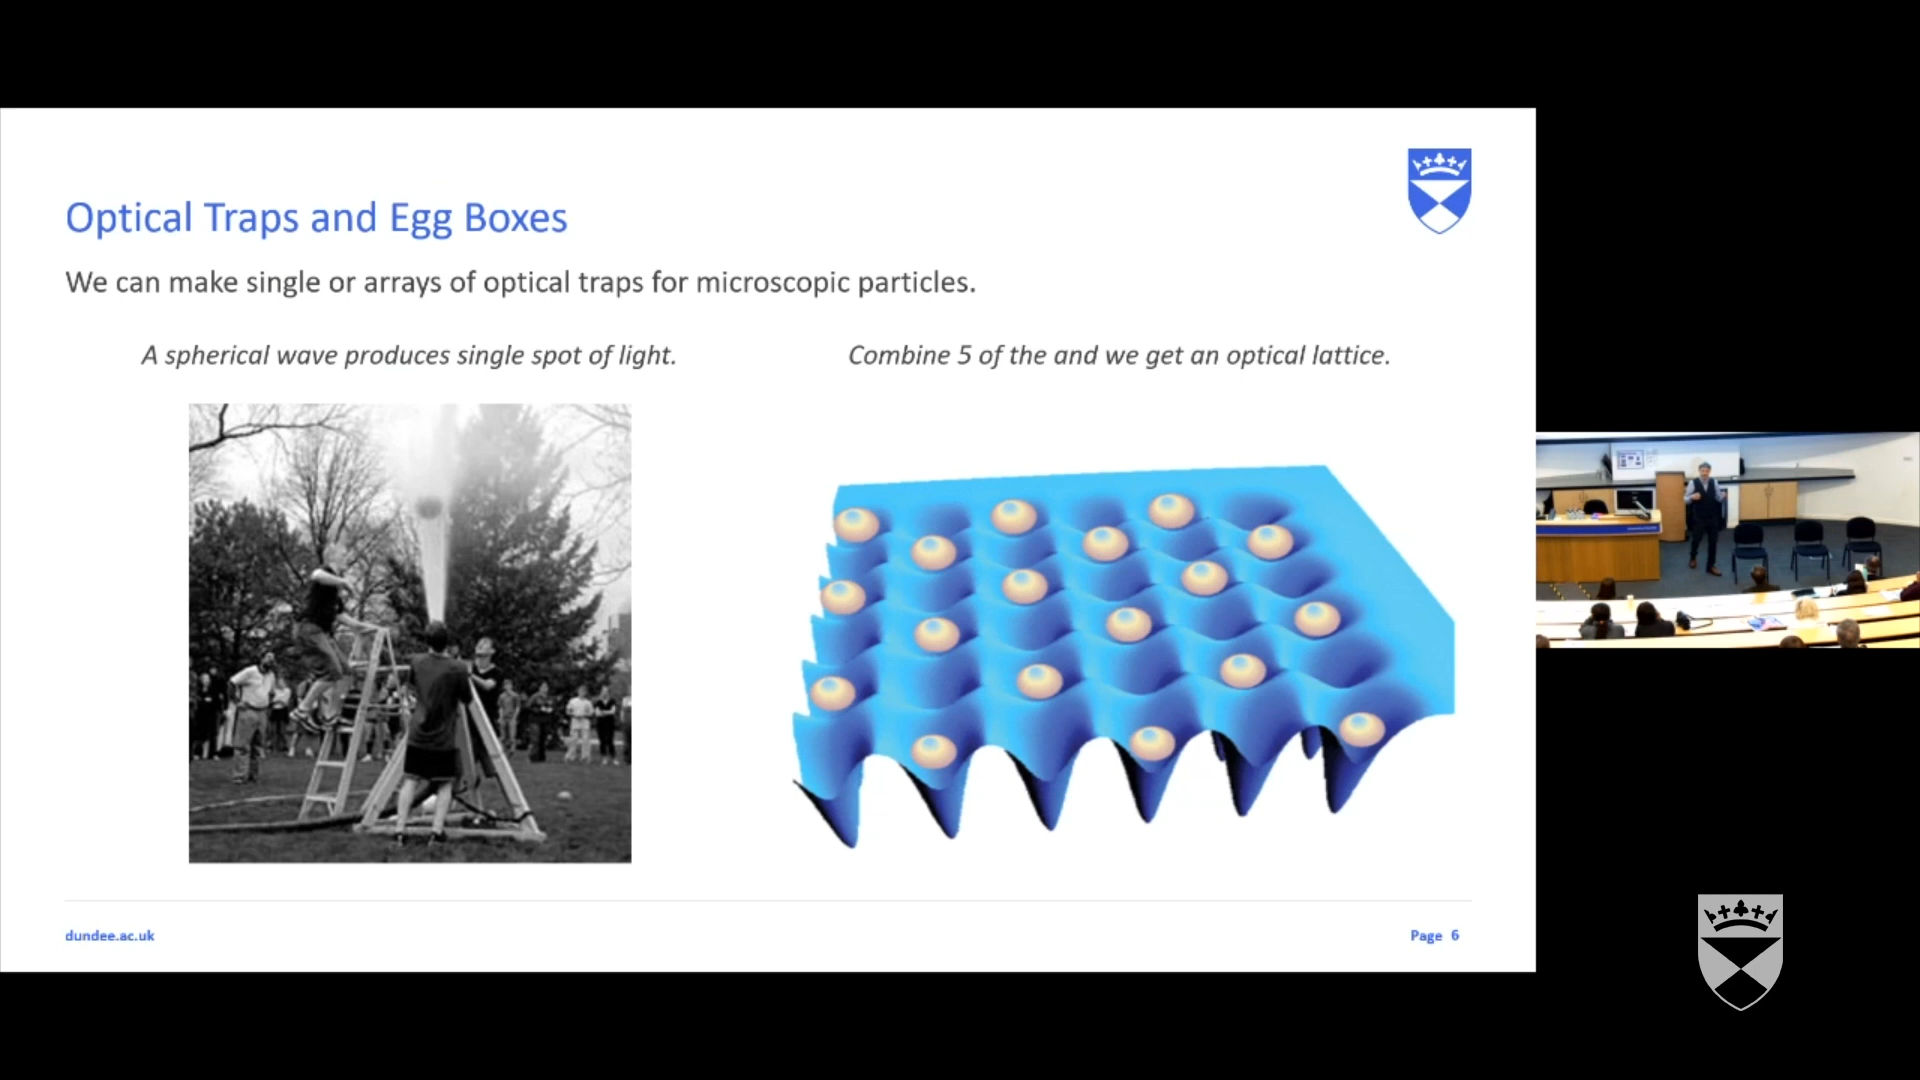 Optical Traps and Egg Boxes
We can make single or arrays of optical traps for microscopic particles.
A spherical wave produces single spot of light.
Combine 5 of the and we get an optical lattice.
dundee.ac.uk
Page 6